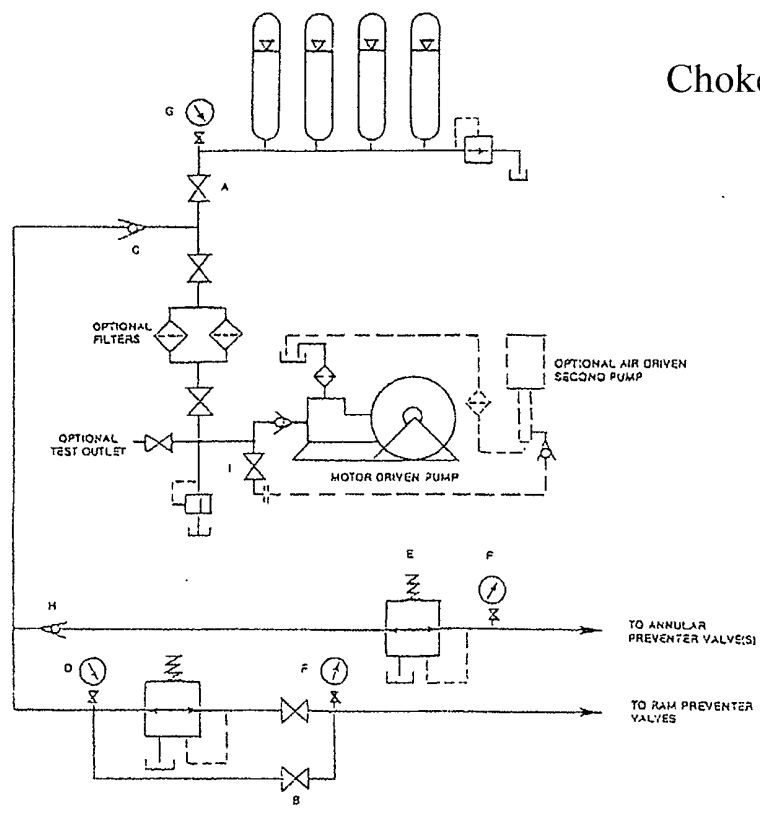 Choke
G
A
C
OPTIONAL
FILTERS
OPTIONAL AIR DRIVEN
SECOND PUMP
OPTIONAL
TEST OUTLET
I
MOTOR DRIVEN PUMP
E
F
H
TO ANNULAR
PREVENTER VALVE(S)
D
F
TO RAM PREVENTER
VALVES
B